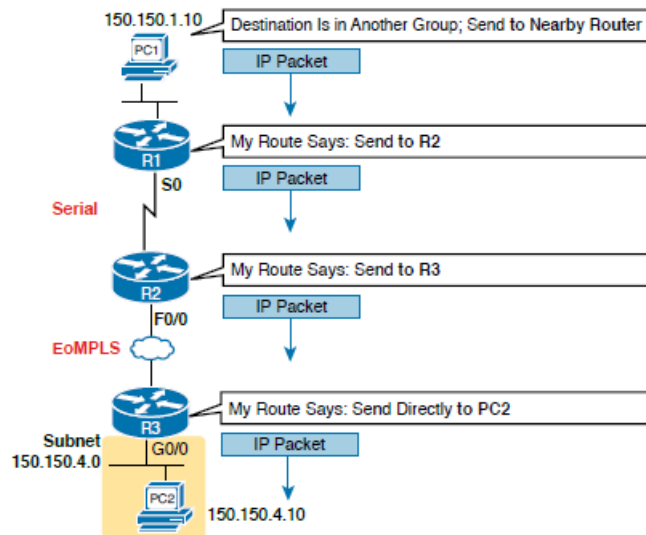 150.150.1.10
Destination Is in Another Group; Send to Nearby Router
PC1
IP Packet
R1
My Route Says: Send to R2
S0
IP Packet
Serial
R2
My Route Says: Send to R3
F0/0
IP Packet
EoMPLS
R3
My Route Says: Send Directly to PC2
Subnet
150.150.4.0
G0/0
IP Packet
PC2
150.150.4.10